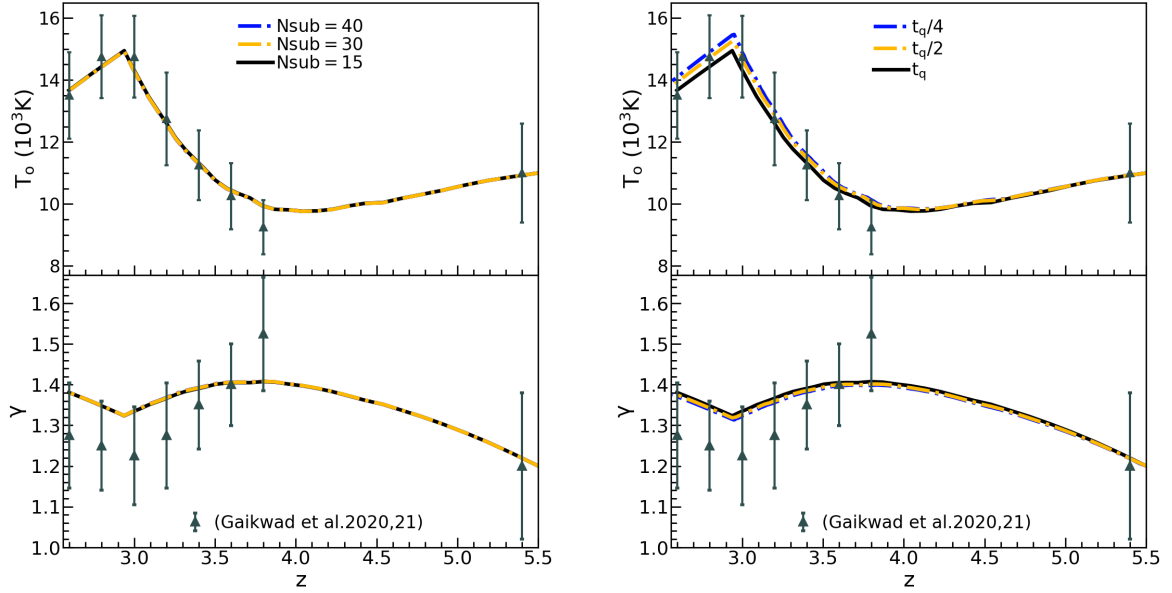 16
14
12
10
8
T₀ (10³K)
Nsub = 40
Nsub = 30
Nsub = 15
1.6
1.5
1.4
1.3
1.2
1.1
1.0
γ
(Gaikwad et al.2020,21)
3.0 3.5 4.0 4.5 5.0 5.5
z
16
14
12
10
8
T₀ (10³K)
t_q/4
t_q/2
t_q
1.6
1.5
1.4
1.3
1.2
1.1
1.0
γ
(Gaikwad et al.2020,21)
3.0 3.5 4.0 4.5 5.0 5.5
z